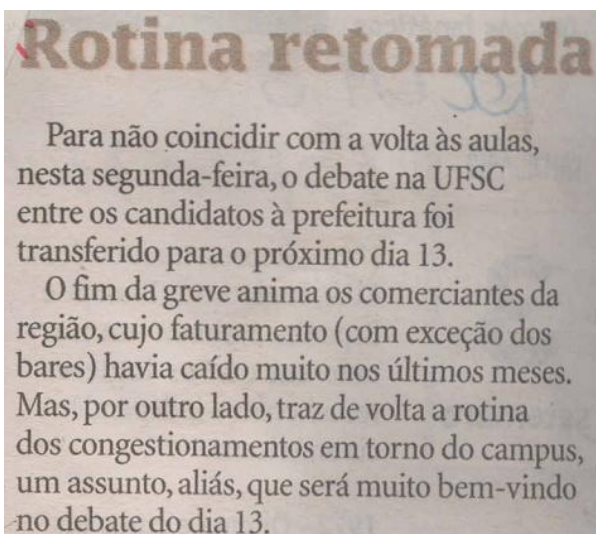 Rotina retomada
Para não coincidir com a volta às aulas,
nesta segunda-feira, o debate na UFSC
entre os candidatos à prefeitura foi
transferido para o próximo dia 13.
O fim da greve anima os comerciantes da
região, cujo faturamento (com exceção dos
bares) havia caído muito nos últimos meses.
Mas, por outro lado, traz de volta a rotina
dos congestionamentos em torno do campus,
um assunto, aliás, que será muito bem-vindo
no debate do dia 13.